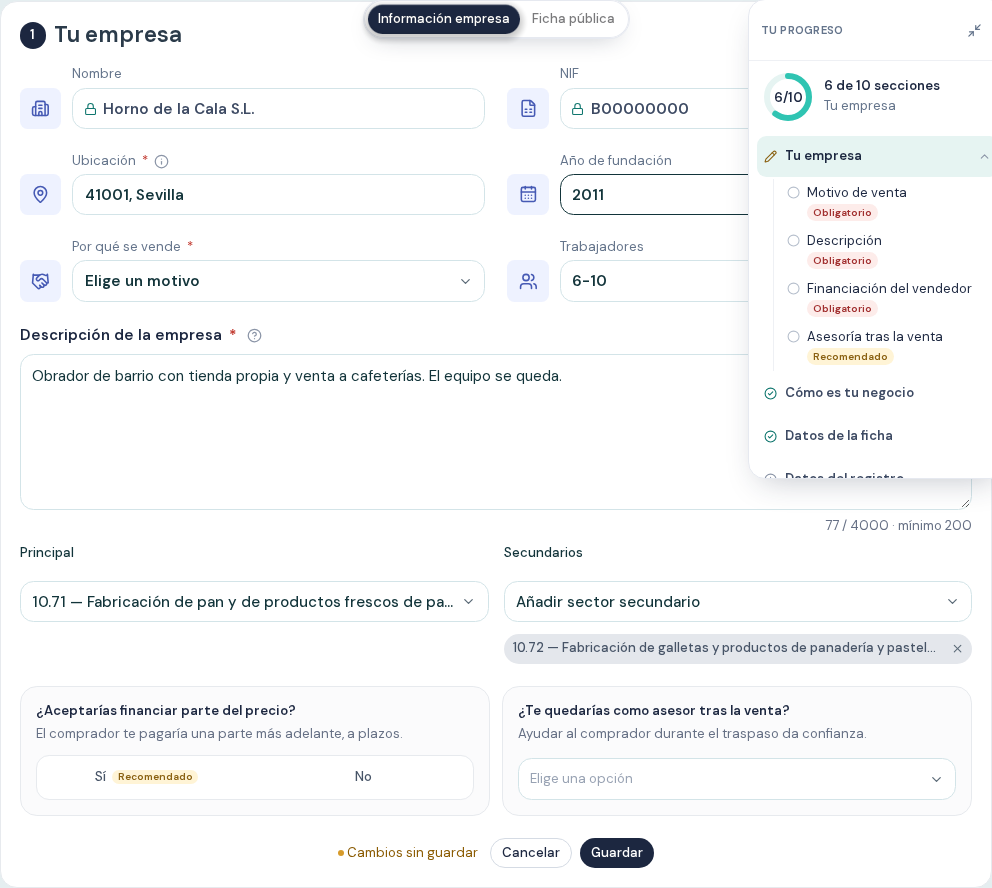 Información empresa
Ficha pública
1 Tu empresa
Nombre
Horno de la Cala S.L.
NIF
B00000000
Ubicación *
41001, Sevilla
Año de fundación
2011
Por qué se vende *
Elige un motivo
Trabajadores
6-10
Descripción de la empresa *
Obrador de barrio con tienda propia y venta a cafeterías. El equipo se queda.
77 / 4000 · mínimo 200
Principal
10.71 — Fabricación de pan y de productos frescos de pa...
Secundarios
Añadir sector secundario
10.72 — Fabricación de galletas y productos de panadería y pastel...
¿Aceptarías financiar parte del precio?
El comprador te pagaría una parte más adelante, a plazos.
Sí Recomendado
No
¿Te quedarías como asesor tras la venta?
Ayudar al comprador durante el traspaso da confianza.
Elige una opción
Cambios sin guardar
Cancelar
Guardar
TU PROGRESO
6/10
6 de 10 secciones
Tu empresa
Tu empresa
Motivo de venta
Obligatorio
Descripción
Obligatorio
Financiación del vendedor
Obligatorio
Asesoría tras la venta
Recomendado
Cómo es tu negocio
Datos de la ficha
Datos del registro